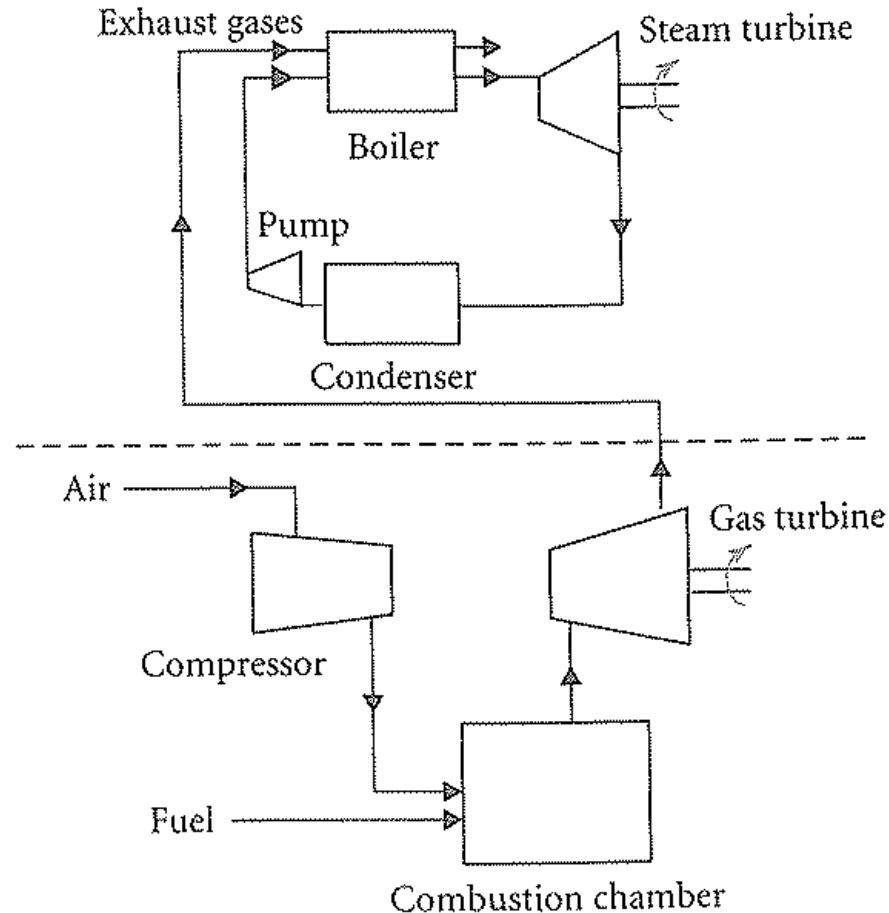 Exhaust gases
Steam turbine
Boiler
Pump
Condenser
Air
Gas turbine
Compressor
Fuel
Combustion chamber